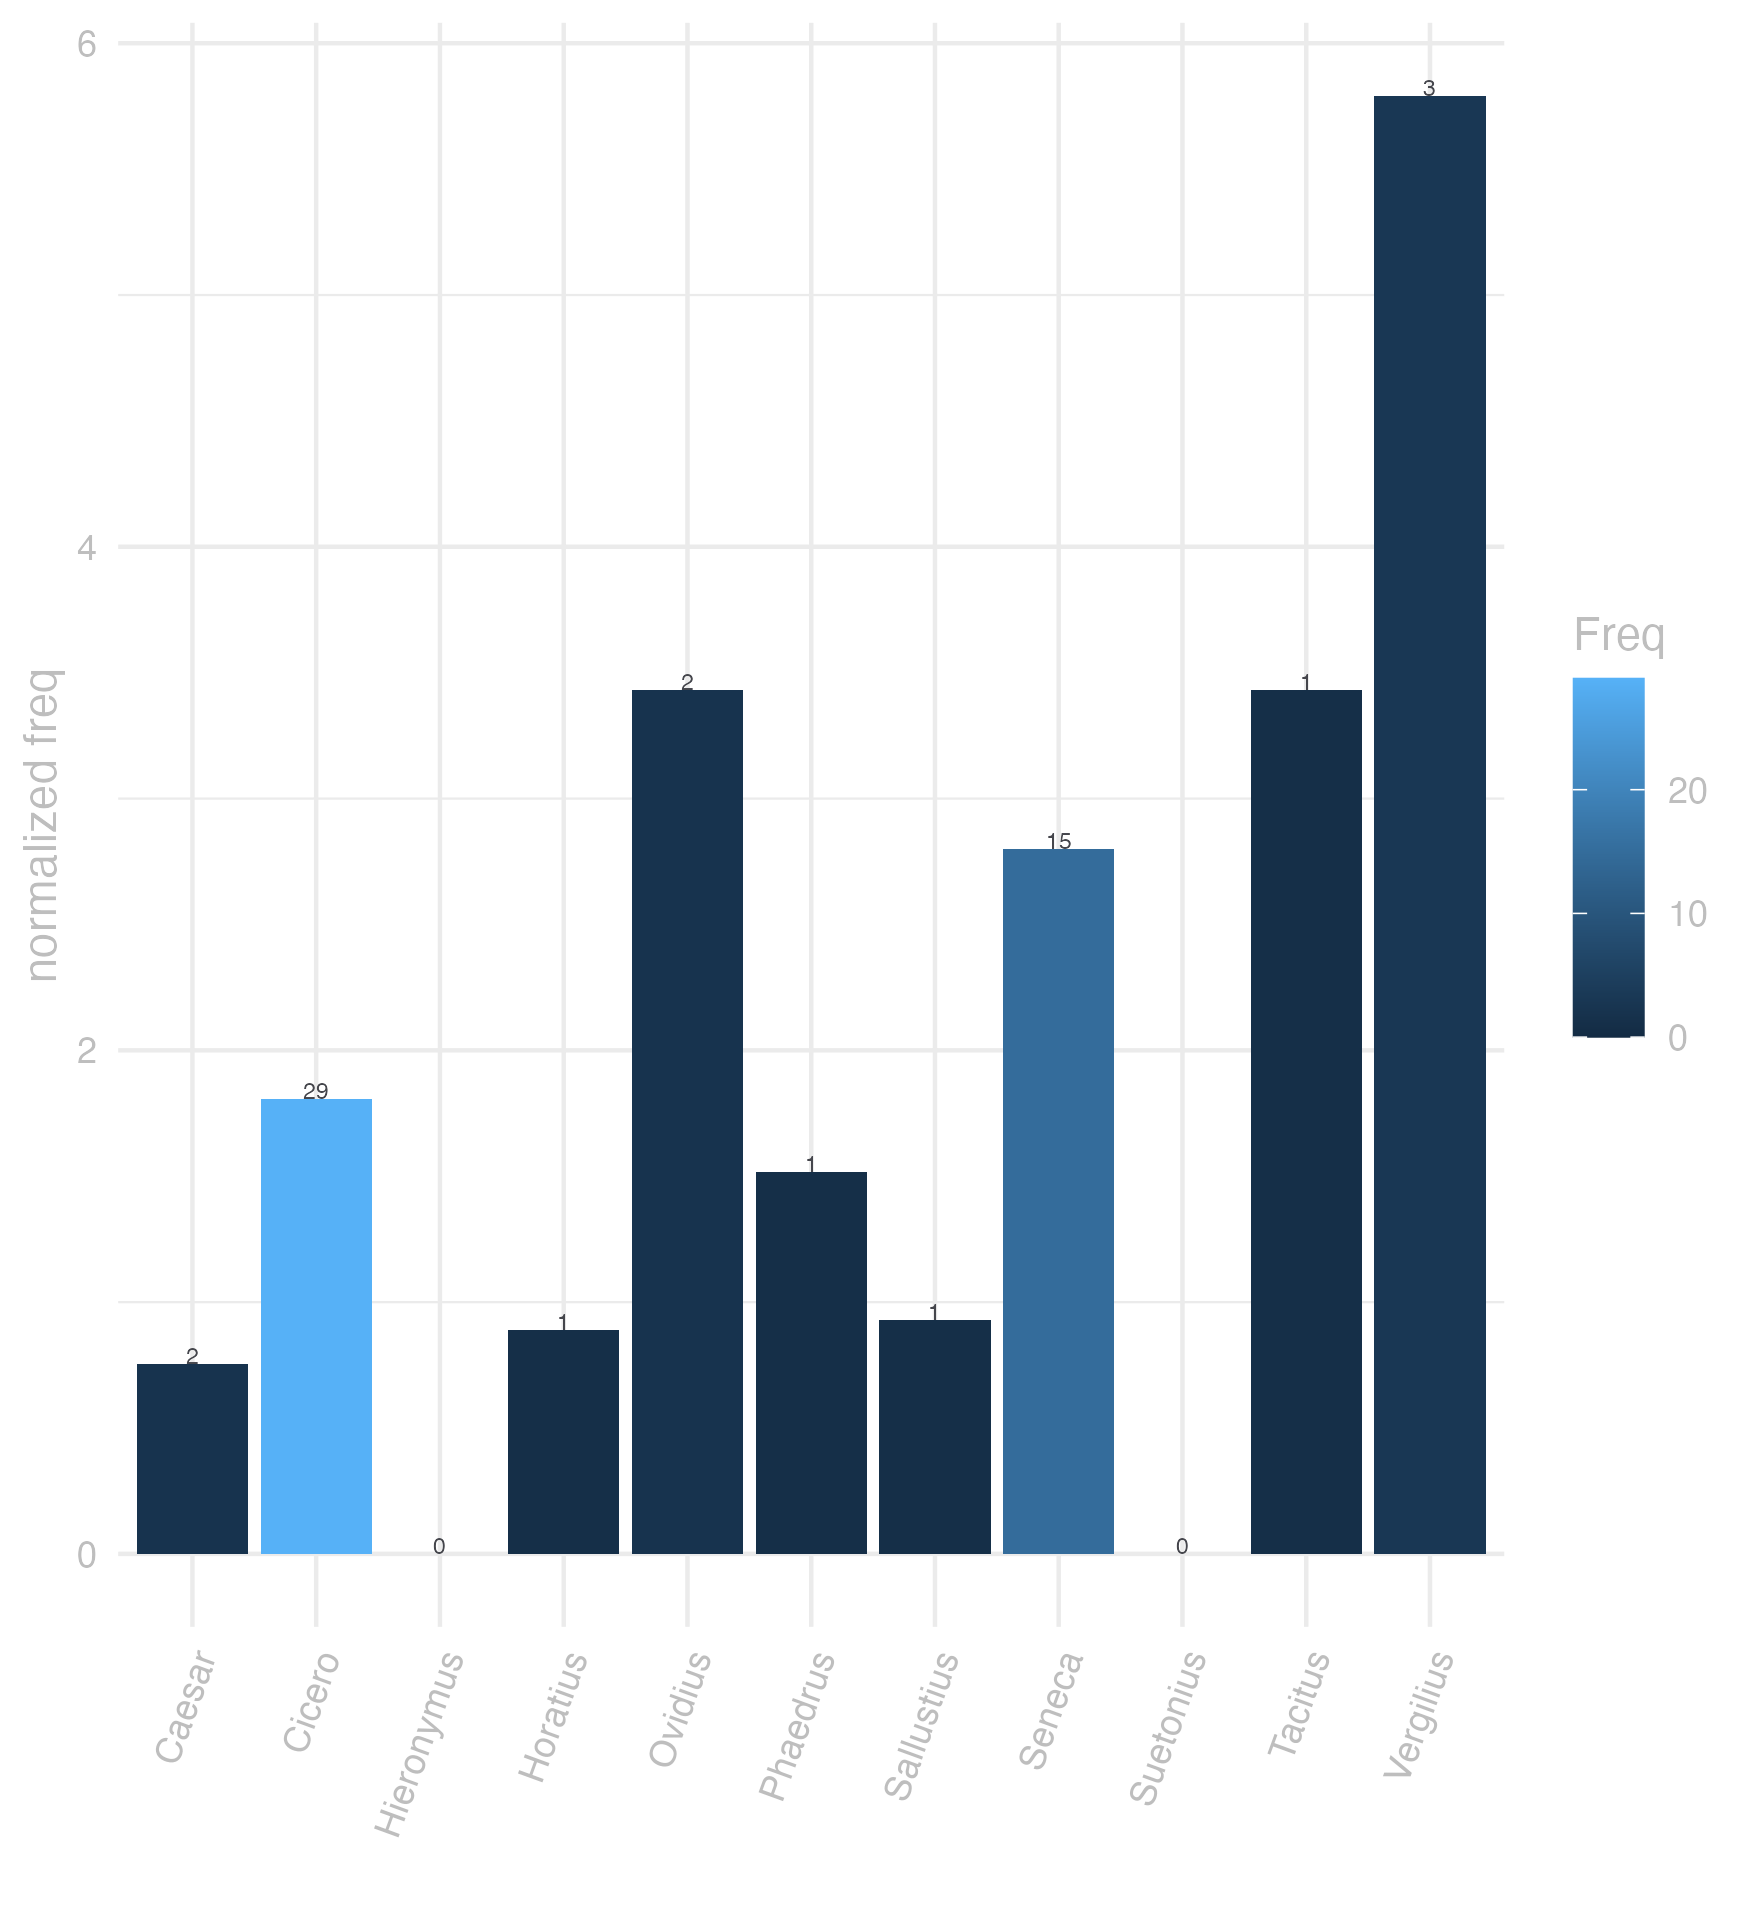 normalized freq
6
4
2
0
2
29
0
1
2
1
1
15
0
1
3
Caesar
Cicero
Hieronymus
Horatius
Ovidius
Phaedrus
Sallustius
Seneca
Suetonius
Tacitus
Vergilius
Freq
20
10
0